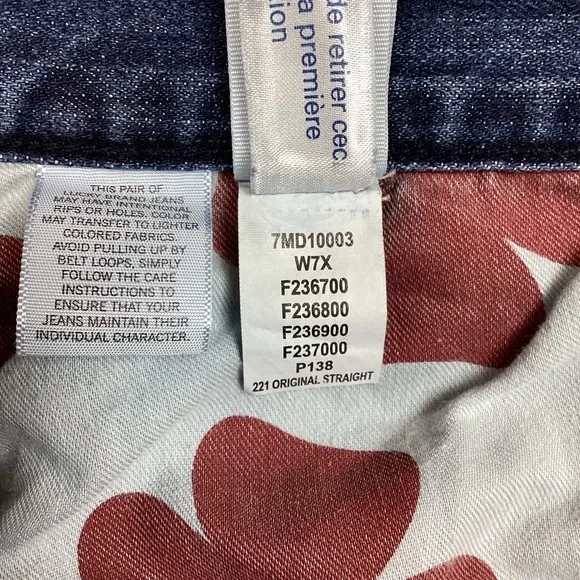 de retirer cec
a première
tion
THIS PAIR OF
LUCKY BRAND JEANS
MAY HAVE INTENTIONAL
RIPS OR HOLES. COLOR
MAY TRANSFER TO LIGHTER
COLORED FABRICS.
AVOID PULLING UP BY
BELT LOOPS, SIMPLY
FOLLOW THE CARE
INSTRUCTIONS TO
ENSURE THAT YOUR
JEANS MAINTAIN THEIR
INDIVIDUAL CHARACTER.
7MD10003
W7X
F236700
F236800
F236900
F237000
P138
221 ORIGINAL STRAIGHT